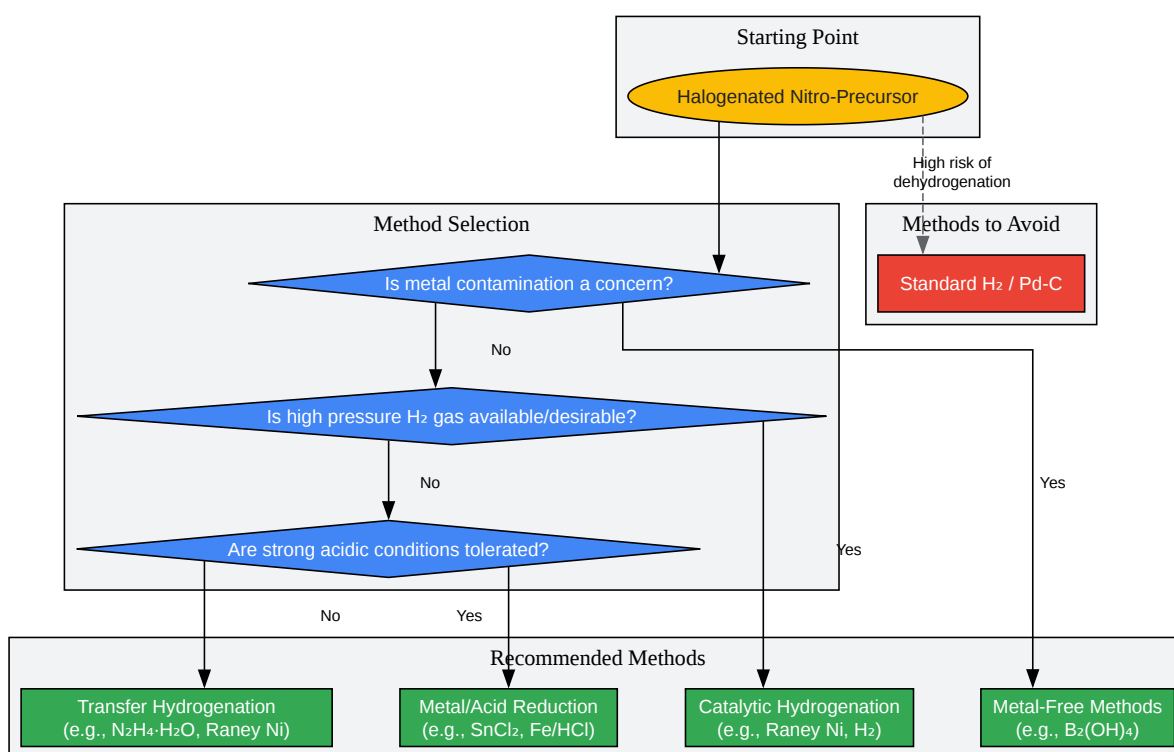 Starting Point
Halogenated Nitro-Precursor
High risk of
dehydrogenation
Method Selection
Methods to Avoid
Is metal contamination a concern?
Standard H₂ / Pd-C
No
Is high pressure H₂ gas available/desirable?
No
Yes
Are strong acidic conditions tolerated?
Yes
No
Yes
Recommended Methods
Transfer Hydrogenation
(e.g., N₂H₄·H₂O, Raney Ni)
Metal/Acid Reduction
(e.g., SnCl₂, Fe/HCl)
Catalytic Hydrogenation
(e.g., Raney Ni, H₂)
Metal-Free Methods
(e.g., B₂(OH)₄)